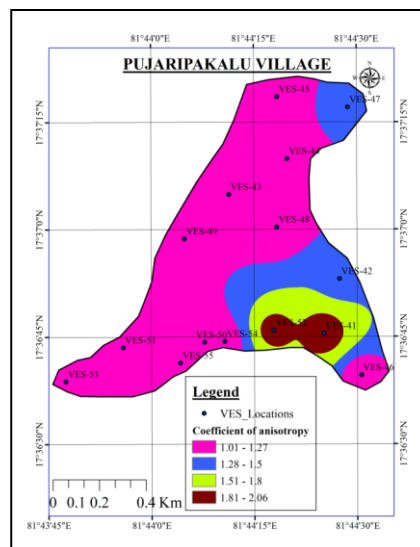 81°44'0"E 81°44'15"E 81°44'30"E
PUJARIPAKALU VILLAGE
N
W E
S
VES-45
VES-47
17°37'15"N 17°37'15"N
VES-44
VES-43
VES-48
17°37'0"N 17°37'0"N
VES-49
VES-42
VES-52
VES-41
17°36'45"N 17°36'45"N
VES-50
VES-54
VES-51
VES-55
VES-46
VES-53
Legend
VES_Locations
Coefficient of anisotropy
1.01 - 1.27
1.28 - 1.5
1.51 - 1.8
1.81 - 2.06
17°36'30"N 17°36'30"N
0 0.1 0.2 0.4 Km
81°43'45"E 81°44'0"E 81°44'15"E 81°44'30"E